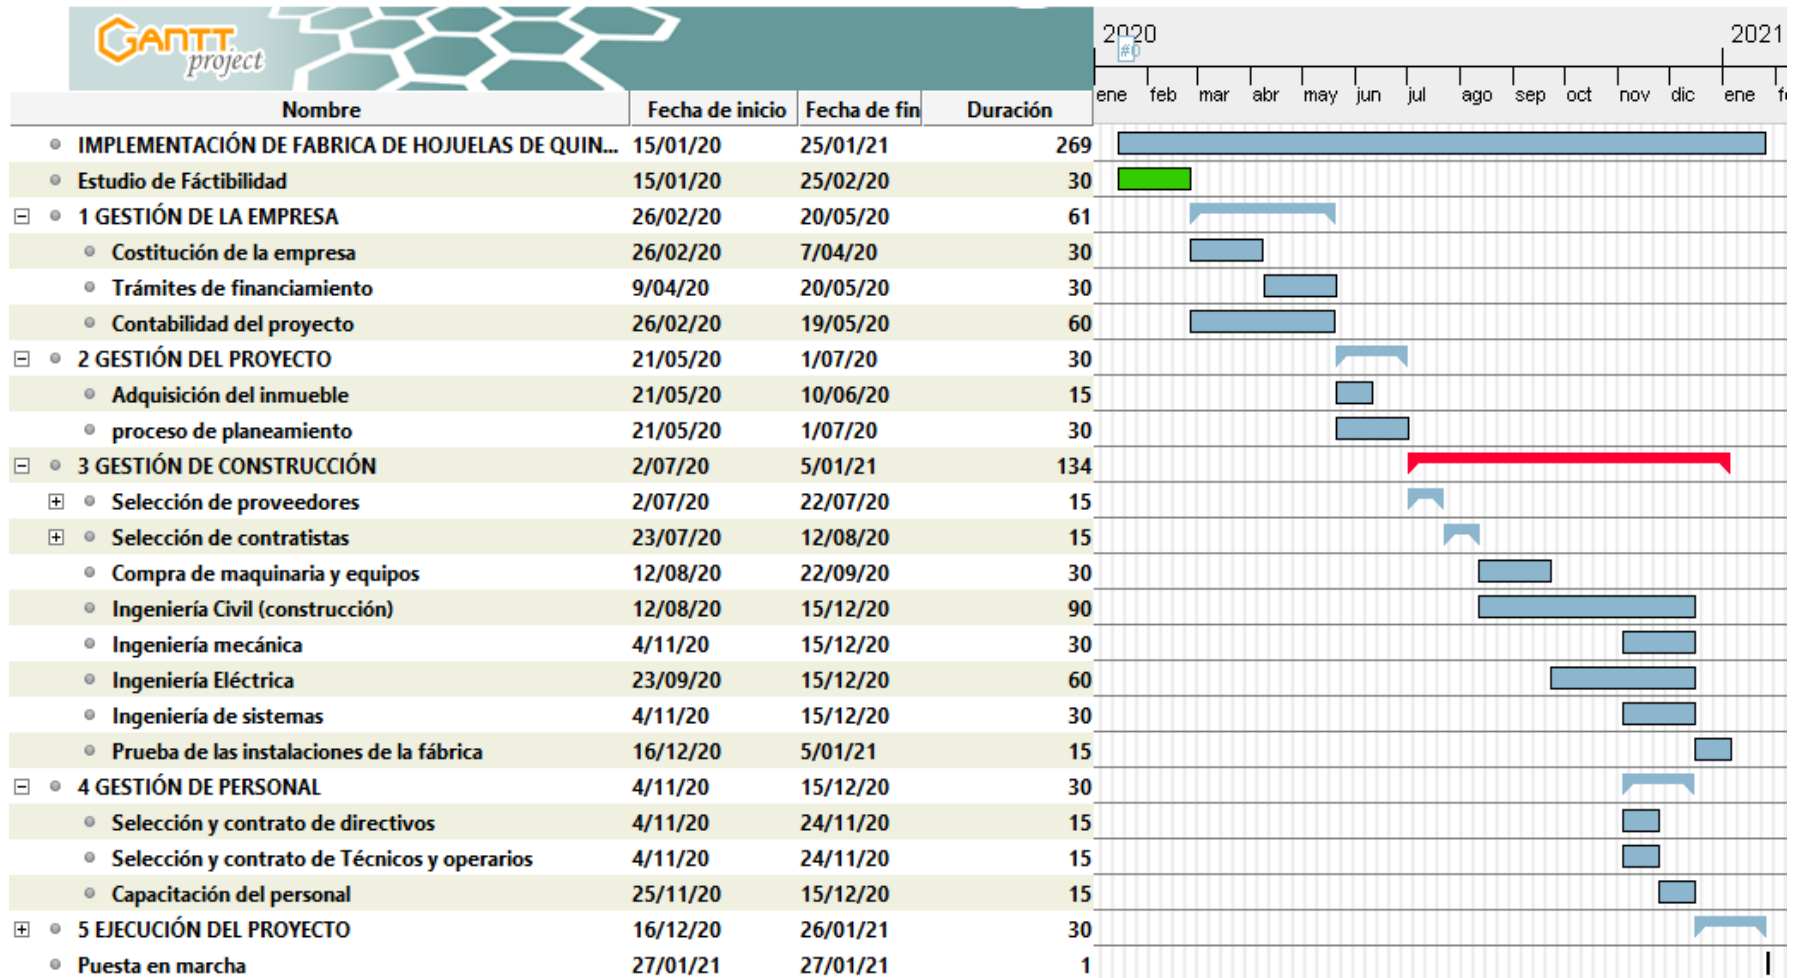 GANTT
project
2020
2021
#0
ene feb mar abr may jun jul ago sep oct nov dic ene
Nombre Fecha de inicio Fecha de fin Duración
IMPLEMENTACIÓN DE FABRICA DE HOJUELAS DE QUIN... 15/01/20 25/01/21 269
Estudio de Fáctibilidad 15/01/20 25/02/20 30
1 GESTIÓN DE LA EMPRESA 26/02/20 20/05/20 61
Costitución de la empresa 26/02/20 7/04/20 30
Trámites de financiamiento 9/04/20 20/05/20 30
Contabilidad del proyecto 26/02/20 19/05/20 60
2 GESTIÓN DEL PROYECTO 21/05/20 1/07/20 30
Adquisición del inmueble 21/05/20 10/06/20 15
proceso de planeamiento 21/05/20 1/07/20 30
3 GESTIÓN DE CONSTRUCCIÓN 2/07/20 5/01/21 134
Selección de proveedores 2/07/20 22/07/20 15
Selección de contratistas 23/07/20 12/08/20 15
Compra de maquinaria y equipos 12/08/20 22/09/20 30
Ingeniería Civil (construcción) 12/08/20 15/12/20 90
Ingeniería mecánica 4/11/20 15/12/20 30
Ingeniería Eléctrica 23/09/20 15/12/20 60
Ingeniería de sistemas 4/11/20 15/12/20 30
Prueba de las instalaciones de la fábrica 16/12/20 5/01/21 15
4 GESTIÓN DE PERSONAL 4/11/20 15/12/20 30
Selección y contrato de directivos 4/11/20 24/11/20 15
Selección y contrato de Técnicos y operarios 4/11/20 24/11/20 15
Capacitación del personal 25/11/20 15/12/20 15
5 EJECUCIÓN DEL PROYECTO 16/12/20 26/01/21 30
Puesta en marcha 27/01/21 27/01/21 1